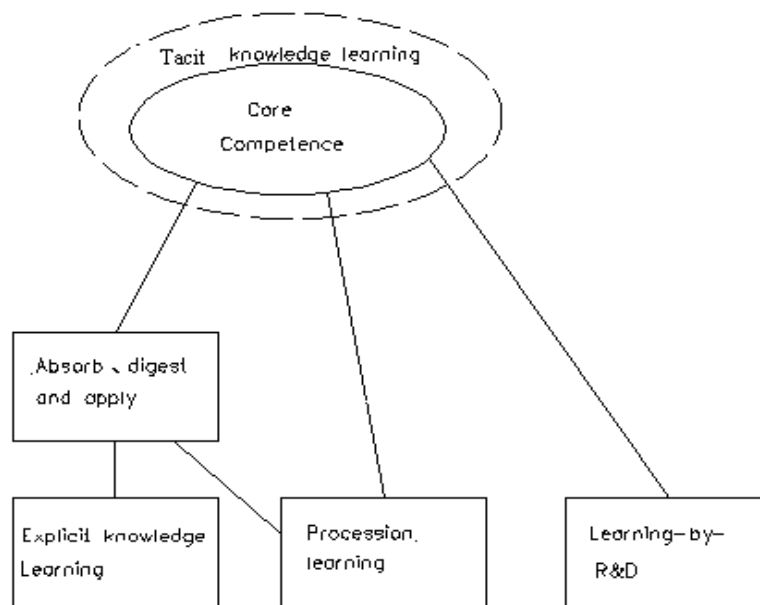 Tacit knowledge learning
Core
Competence
Absorb、digest
and apply
Explicit knowledge
Learning
Procession
learning
Learning-by-
R&D